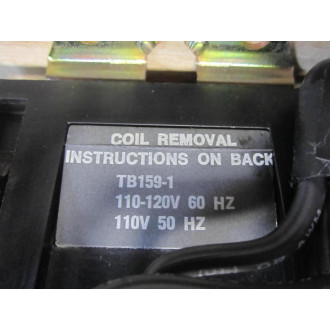 COIL REMOVAL
INSTRUCTIONS ON BACK
TB159-1
110-120V 60 HZ
110V 50 HZ